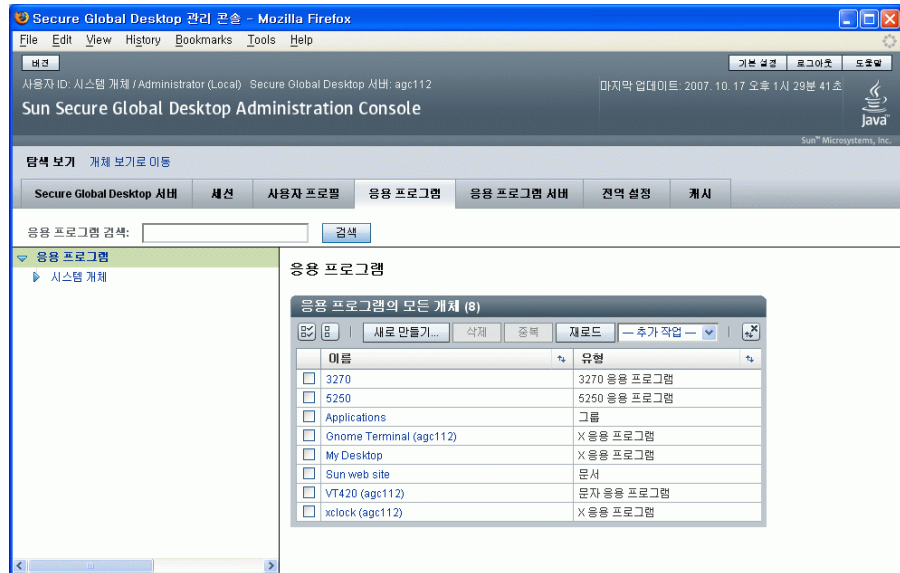 Secure Global Desktop 관리 콘솔 - Mozilla Firefox
File Edit View History Bookmarks Tools Help
버전 기본 설정 로그아웃 도움말
사용자 ID: 시스템 개체 / Administrator (Local) Secure Global Desktop 서버: agc112 마지막 업데이트: 2007. 10. 17 오후 1시 29분 41초
Sun Secure Global Desktop Administration Console
Java
Sun™ Microsystems, Inc.
탐색 보기 개체 보기로 이동
Secure Global Desktop 서버 세션 사용자 프로필 응용 프로그램 응용 프로그램 서버 전역 설정 캐시
응용 프로그램 검색: 검색
응용 프로그램
시스템 개체
응용 프로그램
응용 프로그램의 모든 개체 (8)
새로 만들기... 삭제 중복 재로드 — 추가 작업 —
이름 유형
3270 3270 응용 프로그램
5250 5250 응용 프로그램
Applications 그룹
Gnome Terminal (agc112) X 응용 프로그램
My Desktop X 응용 프로그램
Sun web site 문서
VT420 (agc112) 문자 응용 프로그램
xclock (agc112) X 응용 프로그램